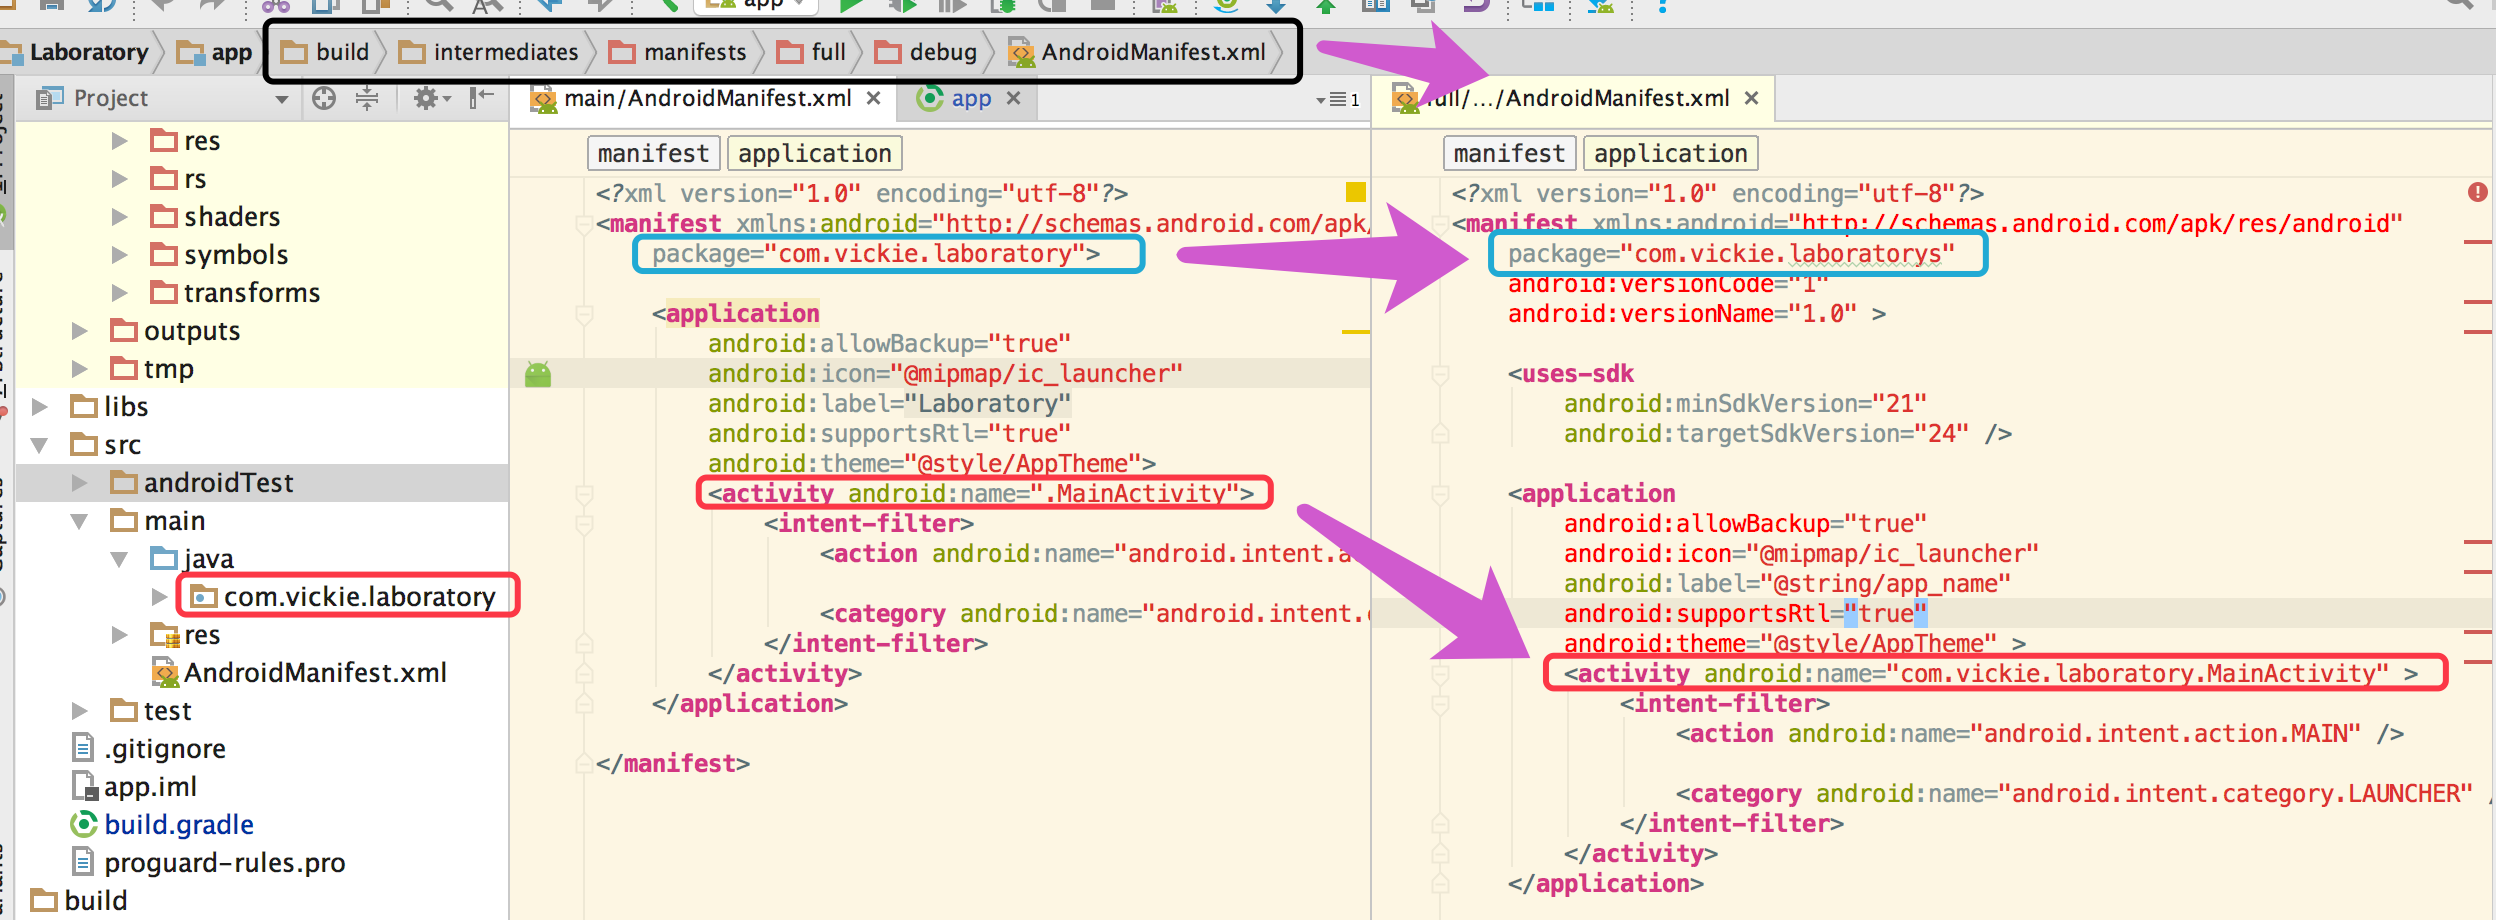 app
Laboratory app build intermediates manifests full debug AndroidManifest.xml
Project
main/AndroidManifest.xml app 1
full/.../AndroidManifest.xml
res
rs
shaders
symbols
transforms
outputs
tmp
libs
src
androidTest
main
java
com.vickie.laboratory
res
AndroidManifest.xml
test
.gitignore
app.iml
build.gradle
proguard-rules.pro
build
manifest application
<?xml version="1.0" encoding="utf-8"?>
<manifest xmlns:android="http://schemas.android.com/apk/
package="com.vickie.laboratory">
<application
android:allowBackup="true"
android:icon="@mipmap/ic_launcher"
android:label="Laboratory"
android:supportsRtl="true"
android:theme="@style/AppTheme">
<activity android:name=".MainActivity">
<intent-filter>
<action android:name="android.intent.a
<category android:name="android.intent.c
</intent-filter>
</activity>
</application>
</manifest>
manifest application
<?xml version="1.0" encoding="utf-8"?>
<manifest xmlns:android="http://schemas.android.com/apk/res/android"
package="com.vickie.laboratorys"
android:versionCode="1"
android:versionName="1.0" >
<uses-sdk
android:minSdkVersion="21"
android:targetSdkVersion="24" />
<application
android:allowBackup="true"
android:icon="@mipmap/ic_launcher"
android:label="@string/app_name"
android:supportsRtl="true"
android:theme="@style/AppTheme" >
<activity android:name="com.vickie.laboratory.MainActivity" >
<intent-filter>
<action android:name="android.intent.action.MAIN" />
<category android:name="android.intent.category.LAUNCHER" /
</intent-filter>
</activity>
</application>